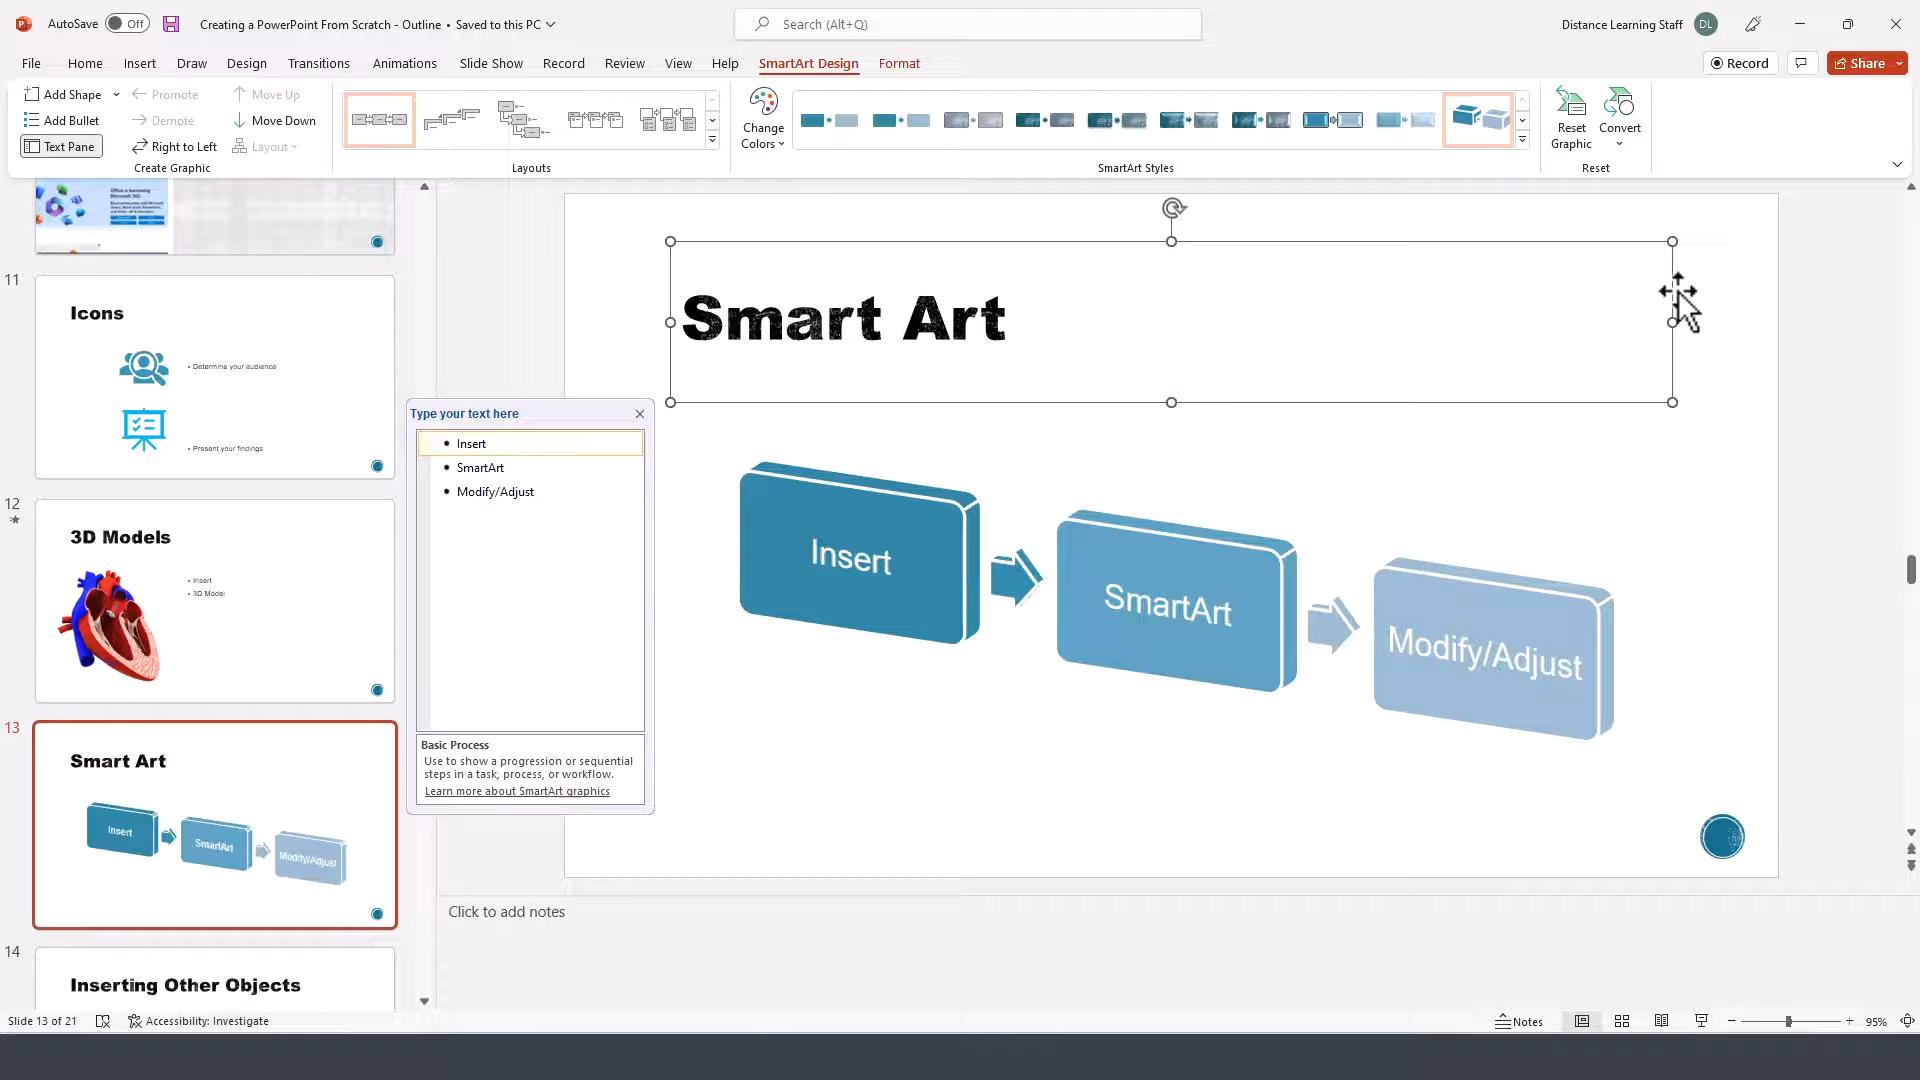 AutoSave Off Creating a PowerPoint From Scratch - Outline • Saved to this PC Search (Alt+Q) Distance Learning Staff DL
File Home Insert Draw Design Transitions Animations Slide Show Record Review View Help SmartArt Design Format Record Share
Add Shape Promote Move Up
Add Bullet Demote Move Down
Text Pane Right to Left Layout
Create Graphic
Layouts
Change
Colors
SmartArt Styles
Reset
Graphic
Convert
Reset
Office is becoming
Microsoft 365
11
Icons
• Determine your audience
• Present your findings
12
3D Models
• Insert
• 3D Model
13
Smart Art
Insert
SmartArt
Modify/Adjust
14
Inserting Other Objects
Type your text here
• Insert
• SmartArt
• Modify/Adjust
Basic Process
Use to show a progression or sequential
steps in a task, process, or workflow.
Learn more about SmartArt graphics
Smart Art
Insert
SmartArt
Modify/Adjust
Click to add notes
Slide 13 of 21 Accessibility: Investigate Notes 95%